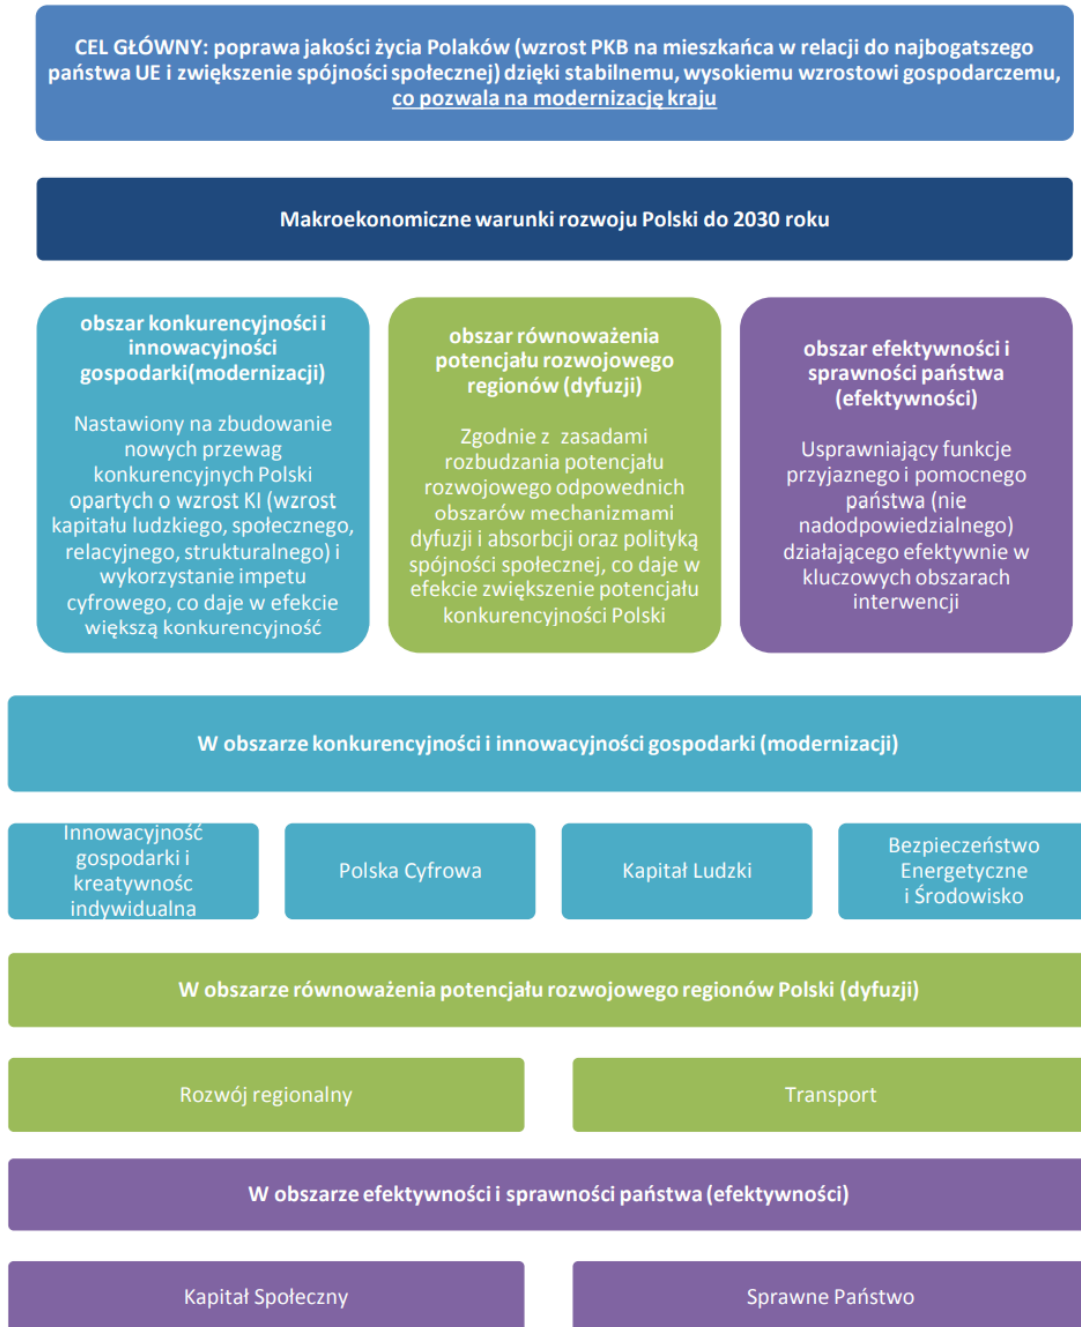 CEL GŁÓWNY: poprawa jakości życia Polaków (wzrost PKB na mieszkańca w relacji do najbogatszego
państwa UE i zwiększenie spójności społecznej) dzięki stabilnemu, wysokiemu wzrostowi gospodarczemu,
co pozwala na modernizację kraju
Makroekonomiczne warunki rozwoju Polski do 2030 roku
obszar konkurencyjności i
innowacyjności
gospodarki(modernizacji)
Nastawiony na zbudowanie
nowych przewag
konkurencyjnych Polski
opartych o wzrost KI (wzrost
kapitału ludzkiego, społecznego,
relacyjnego, strukturalnego) i
wykorzystanie impetu
cyfrowego, co daje w efekcie
większą konkurencyjność
obszar równoważenia
potencjału rozwojowego
regionów (dyfuzji)
Zgodnie z zasadami
rozbudzania potencjału
rozwojowego odpowednich
obszarów mechanizmami
dyfuzji i absorbcji oraz polityką
spójności społecznej, co daje w
efekcie zwiększenie potencjału
konkurencyjności Polski
obszar efektywności i
sprawności państwa
(efektywności)
Usprawniający funkcje
przyjaznego i pomocnego
państwa (nie
nadodpowiedzialnego)
działającego efektywnie w
kluczowych obszarach
interwencji
W obszarze konkurencyjności i innowacyjności gospodarki (modernizacji)
Innowacyjność
gospodarki i
kreatywnośc
indywidualna
Polska Cyfrowa
Kapitał Ludzki
Bezpieczeństwo
Energetyczne
i Środowisko
W obszarze równoważenia potencjału rozwojowego regionów Polski (dyfuzji)
Rozwój regionalny
Transport
W obszarze efektywności i sprawności państwa (efektywności)
Kapitał Społeczny
Sprawne Państwo